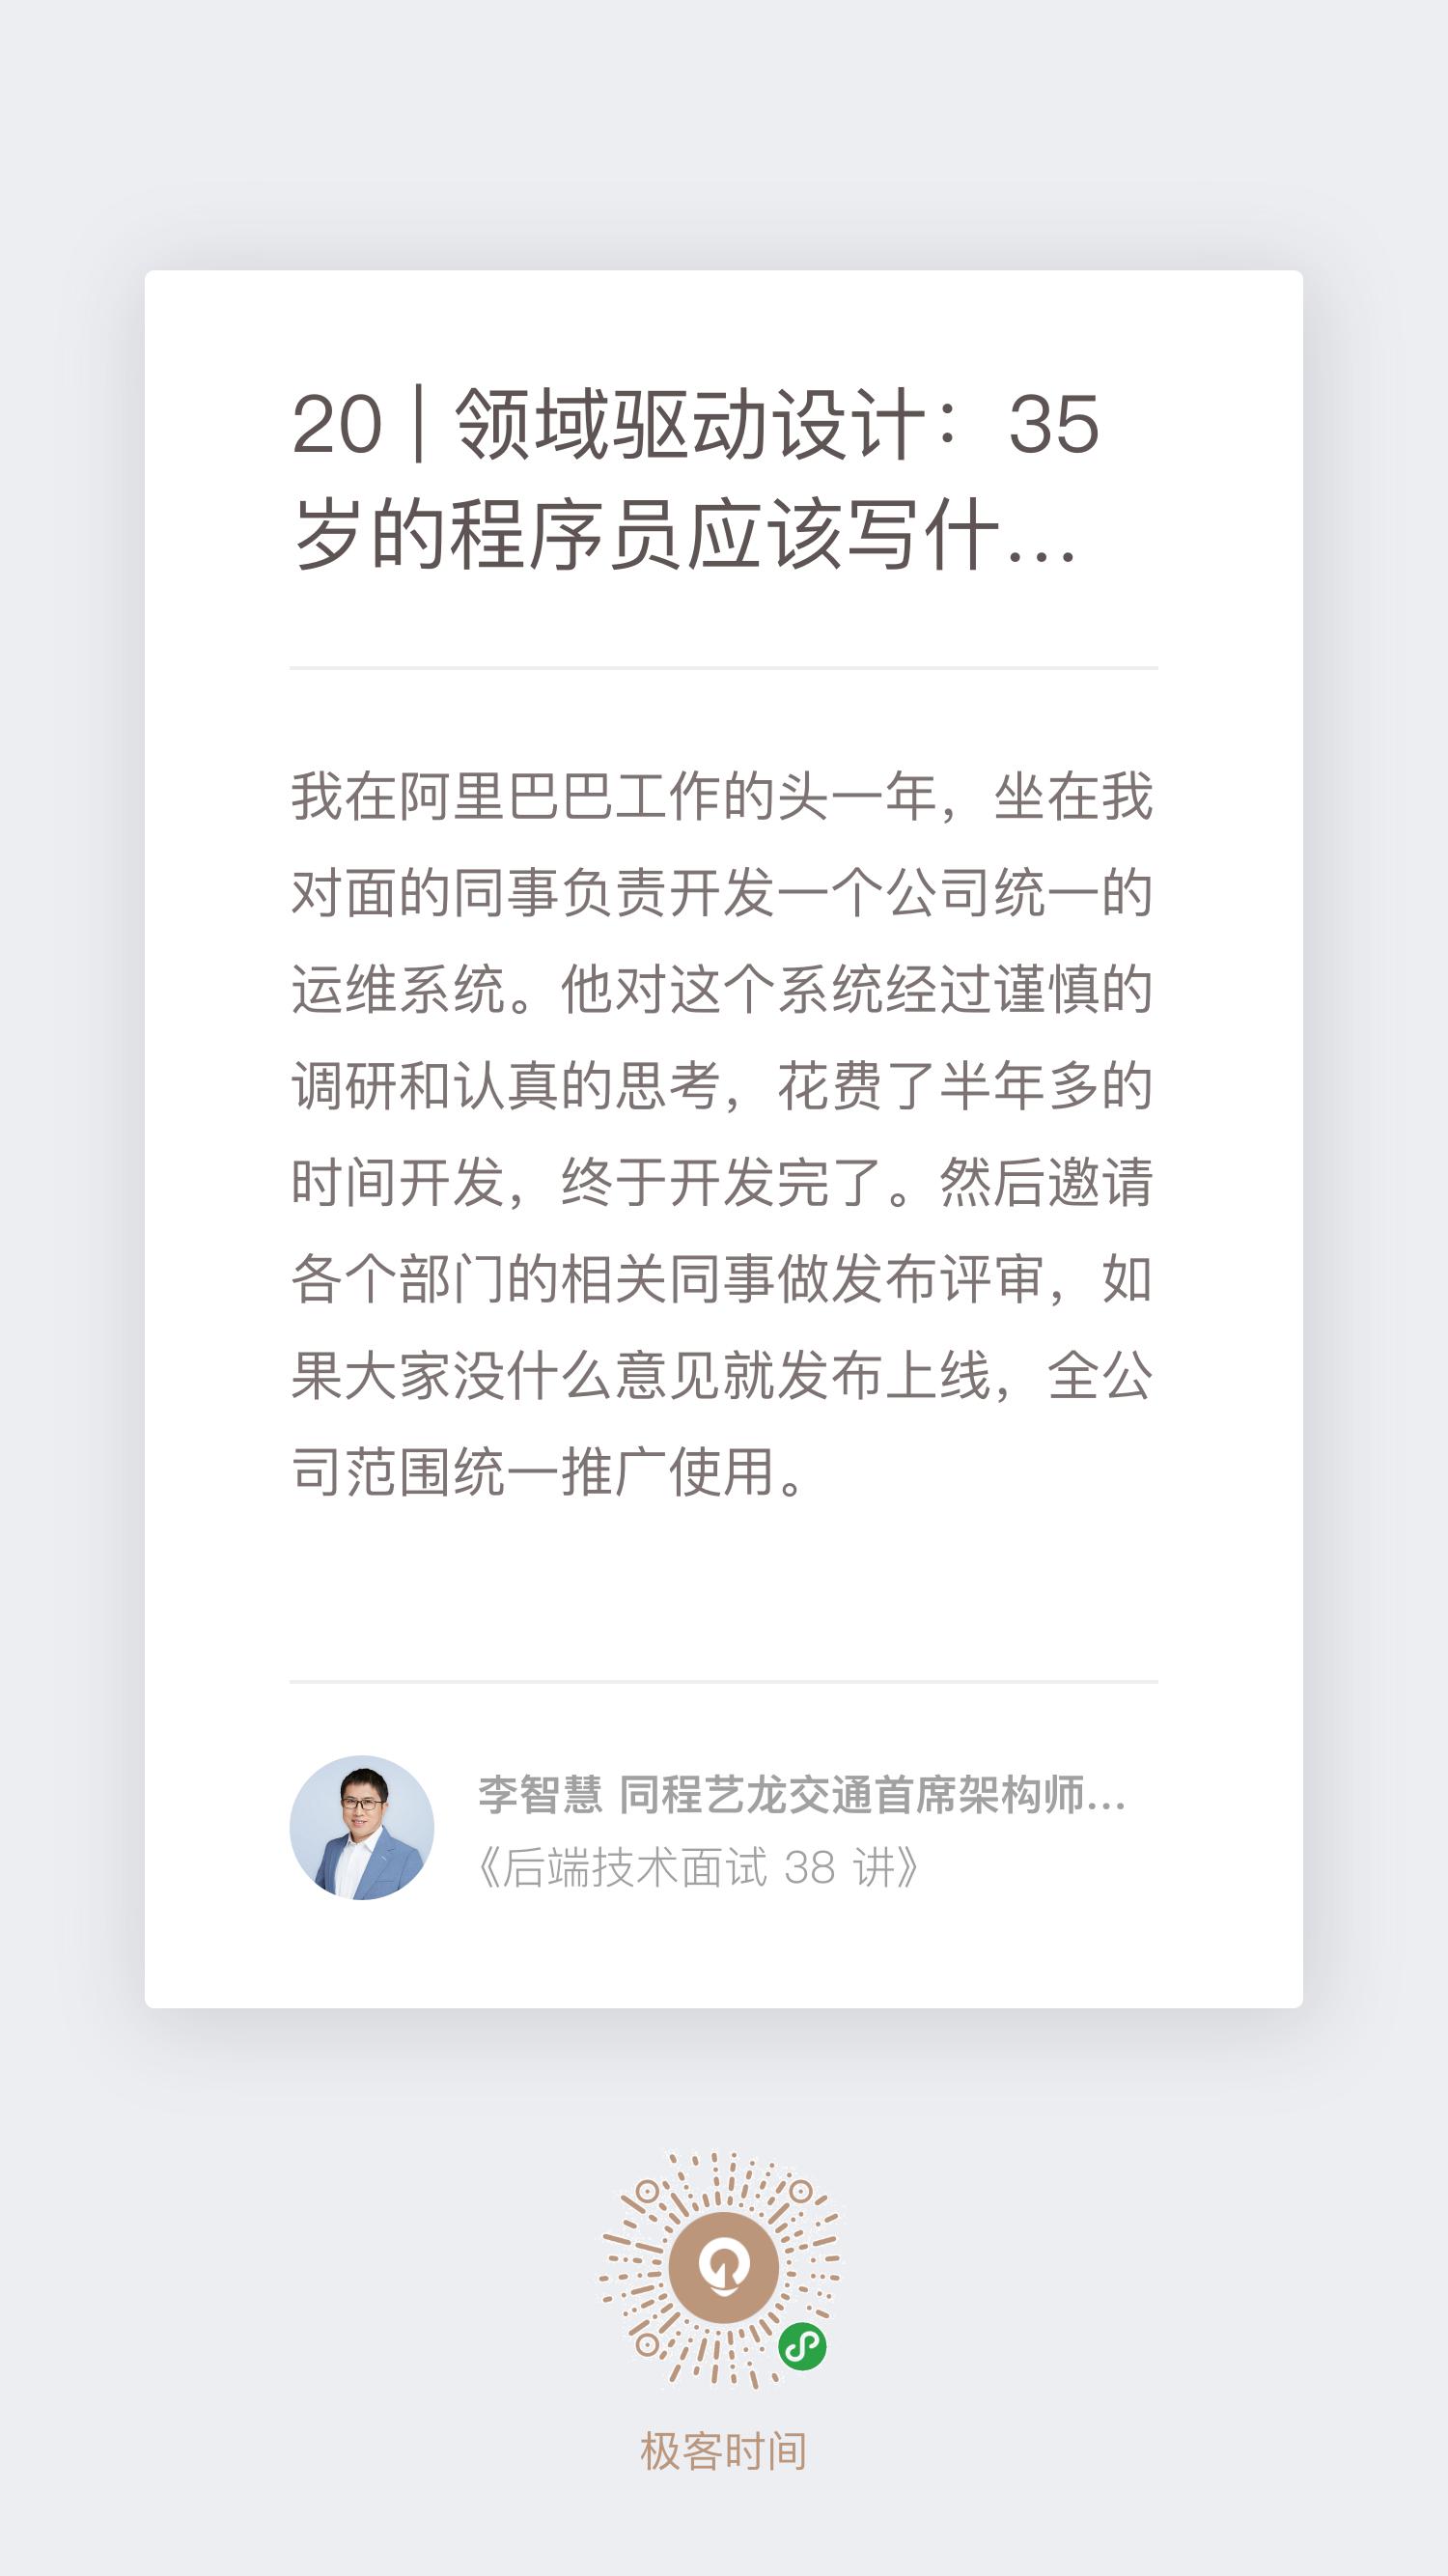 20 | 领域驱动设计：35
岁的程序员应该写什...
我在阿里巴巴工作的头一年，坐在我
对面的同事负责开发一个公司统一的
运维系统。他对这个系统经过谨慎的
调研和认真的思考，花费了半年多的
时间开发，终于开发完了。然后邀请
各个部门的相关同事做发布评审，如
果大家没什么意见就发布上线，全公
司范围统一推广使用。
李智慧 同程艺龙交通首席架构师...
《后端技术面试 38 讲》
极客时间